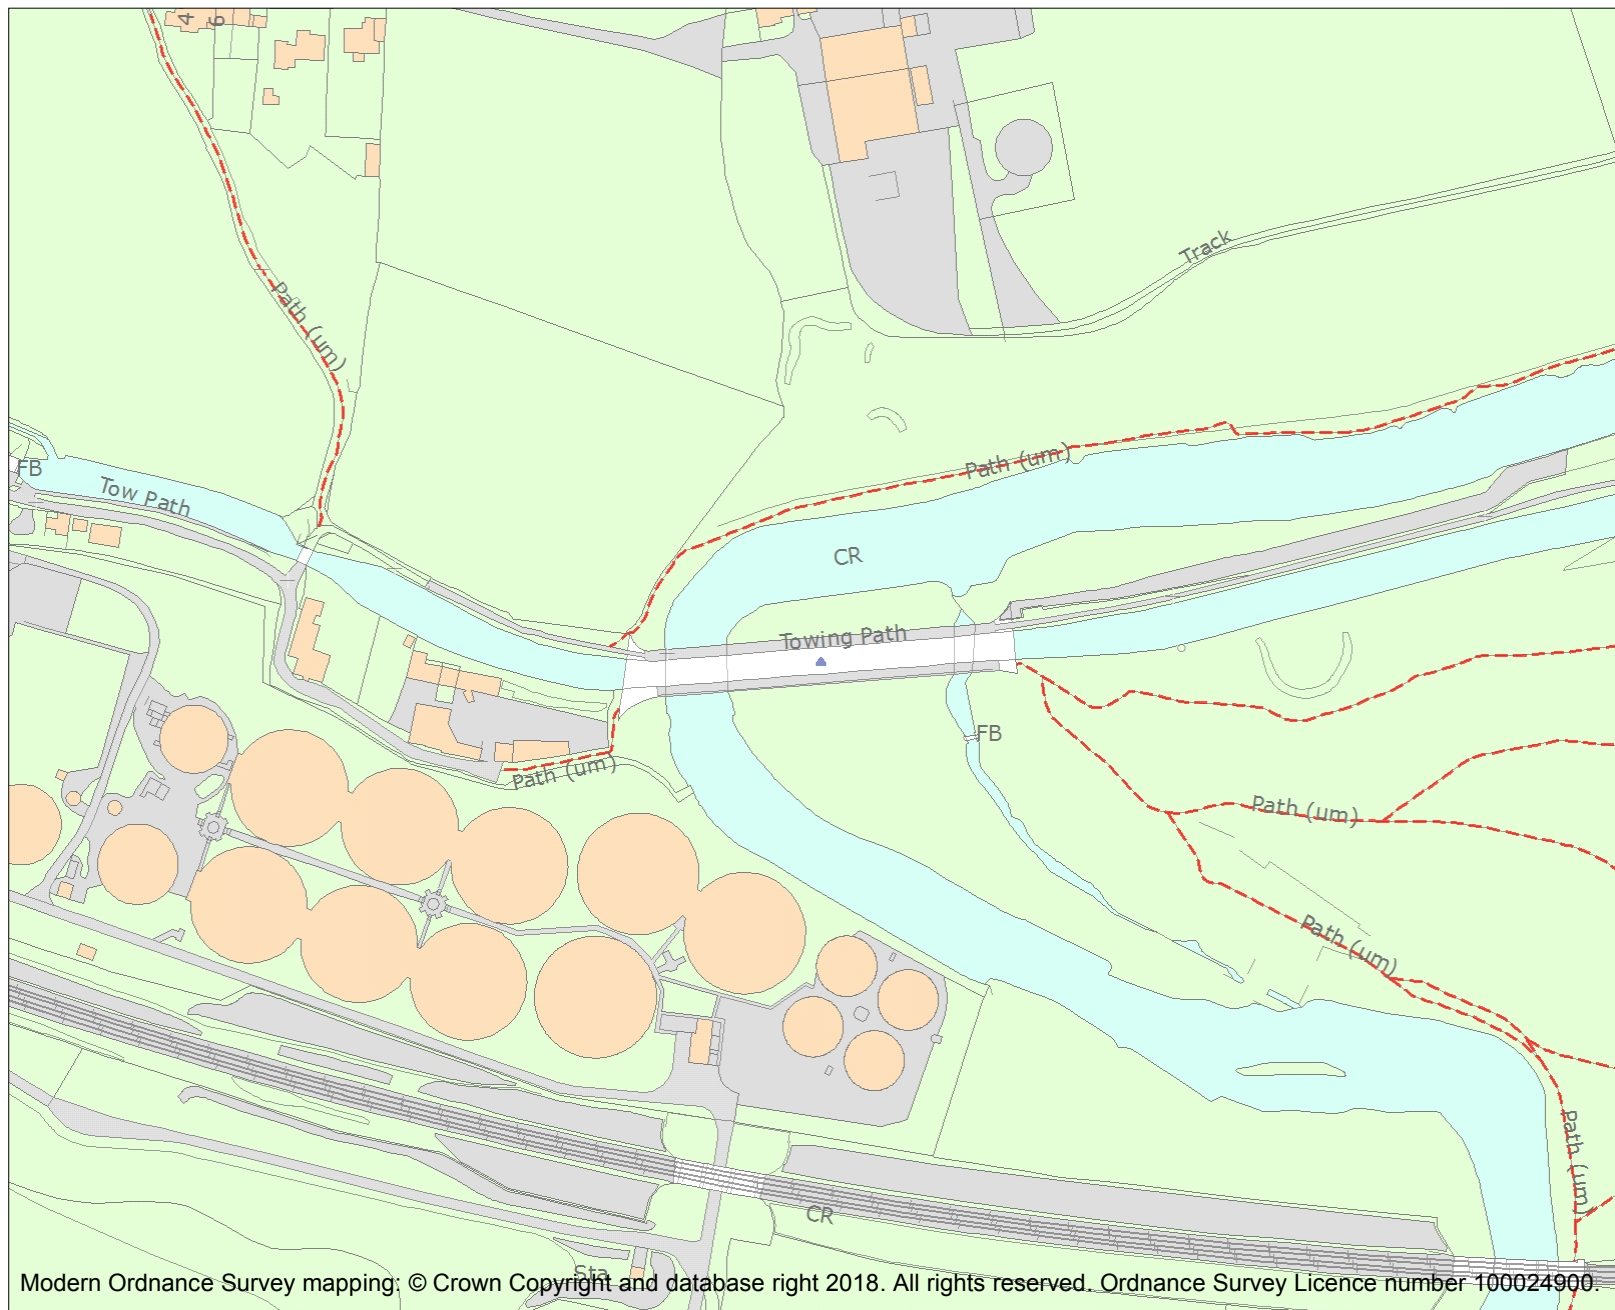 4
6
Track
Path (um)
FB
Tow Path
Path (um)
CR
Towing Path
FB
Path (um)
Path (um)
Path (um)
Path (um)
CR
Sta
Modern Ordnance Survey mapping: © Crown Copyright and database right 2018. All rights reserved. Ordnance Survey Licence number 100024900.